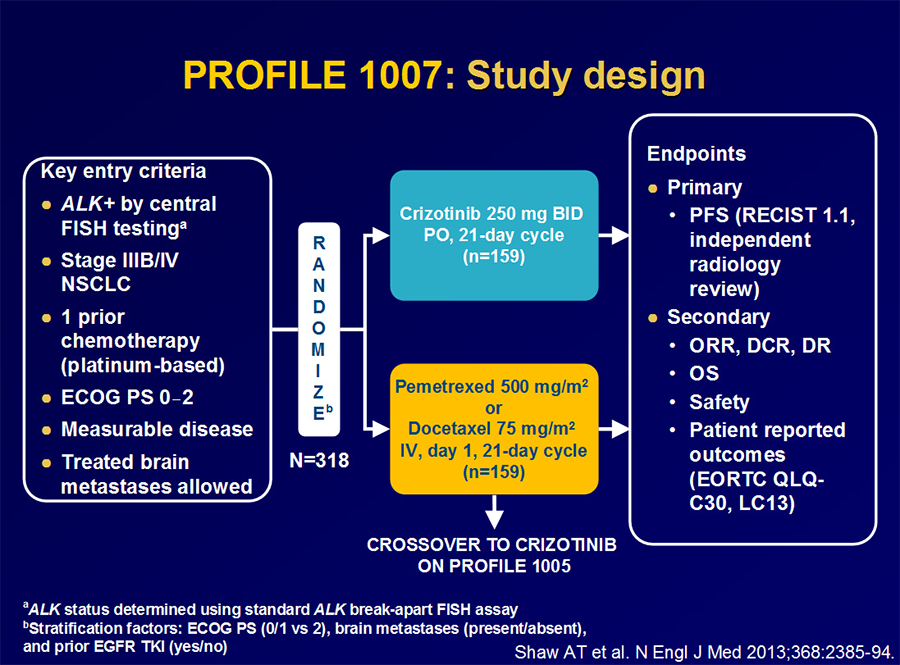 PROFILE 1007: Study design
Key entry criteria
• ALK+ by central
FISH testingᵃ
• Stage IIIB/IV
NSCLC
• 1 prior
chemotherapy
(platinum-based)
• ECOG PS 0–2
• Measurable disease
• Treated brain
metastases allowed
RANDOMIZEᵇ
N=318
Crizotinib 250 mg BID
PO, 21-day cycle
(n=159)
Pemetrexed 500 mg/m²
or
Docetaxel 75 mg/m²
IV, day 1, 21-day cycle
(n=159)
CROSSOVER TO CRIZOTINIB
ON PROFILE 1005
Endpoints
• Primary
• PFS (RECIST 1.1,
independent
radiology
review)
• Secondary
• ORR, DCR, DR
• OS
• Safety
• Patient reported
outcomes
(EORTC QLQ-
C30, LC13)
ᵃALK status determined using standard ALK break-apart FISH assay
ᵇStratification factors: ECOG PS (0/1 vs 2), brain metastases (present/absent),
and prior EGFR TKI (yes/no)
Shaw AT et al. N Engl J Med 2013;368:2385-94.